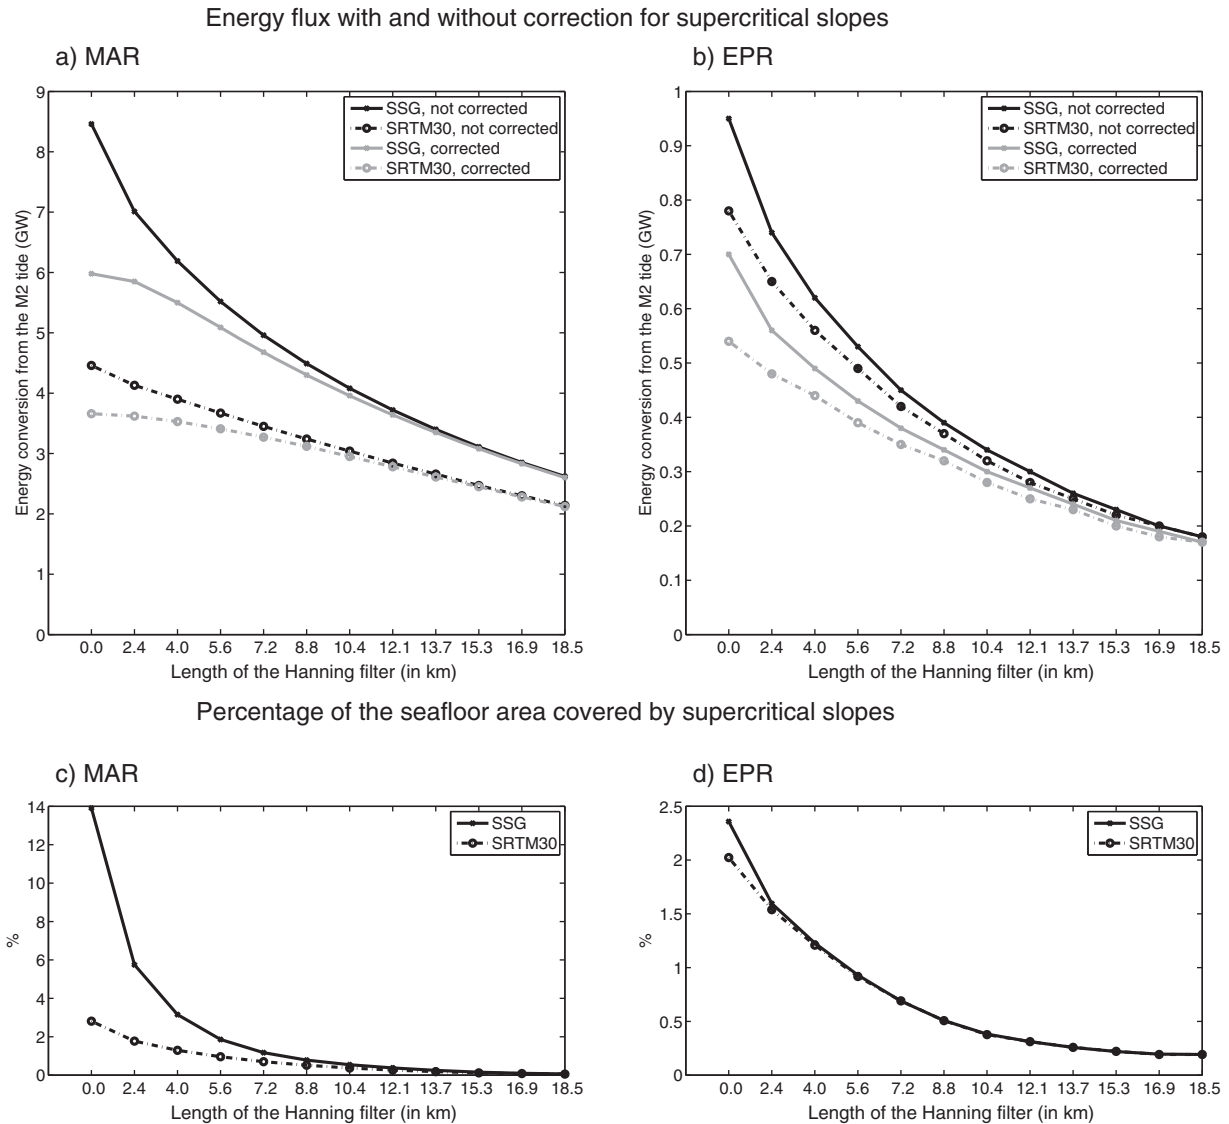 Energy flux with and without correction for supercritical slopes
a) MAR
9
8
7
6
5
4
3
2
1
0
Energy conversion from the M2 tide (GW)
SSG, not corrected
SRTM30, not corrected
SSG, corrected
SRTM30, corrected
0.0 2.4 4.0 5.6 7.2 8.8 10.4 12.1 13.7 15.3 16.9 18.5
Length of the Hanning filter (in km)
b) EPR
1
0.9
0.8
0.7
0.6
0.5
0.4
0.3
0.2
0.1
0
Energy conversion from the M2 tide (GW)
SSG, not corrected
SRTM30, not corrected
SSG, corrected
SRTM30, corrected
0.0 2.4 4.0 5.6 7.2 8.8 10.4 12.1 13.7 15.3 16.9 18.5
Length of the Hanning filter (in km)
Percentage of the seafloor area covered by supercritical slopes
c) MAR
14
12
10
8
6
4
2
0
%
SSG
SRTM30
0.0 2.4 4.0 5.6 7.2 8.8 10.4 12.1 13.7 15.3 16.9 18.5
Length of the Hanning filter (in km)
d) EPR
2.5
2
1.5
1
0.5
0
%
SSG
SRTM30
0.0 2.4 4.0 5.6 7.2 8.8 10.4 12.1 13.7 15.3 16.9 18.5
Length of the Hanning filter (in km)